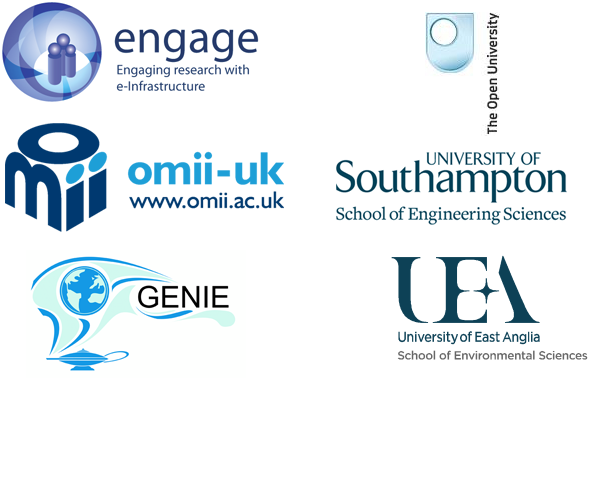 engage
Engaging research with
e-Infrastructure
The Open University
omii
omii-uk
www.omii.ac.uk
UNIVERSITY OF
Southampton
School of Engineering Sciences
GENIE
UEA
University of East Anglia
School of Environmental Sciences